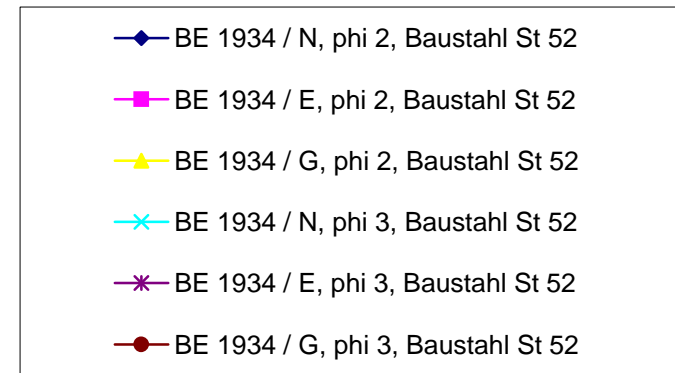 BE 1934 / N, phi 2, Baustahl St 52
BE 1934 / E, phi 2, Baustahl St 52
BE 1934 / G, phi 2, Baustahl St 52
BE 1934 / N, phi 3, Baustahl St 52
BE 1934 / E, phi 3, Baustahl St 52
BE 1934 / G, phi 3, Baustahl St 52